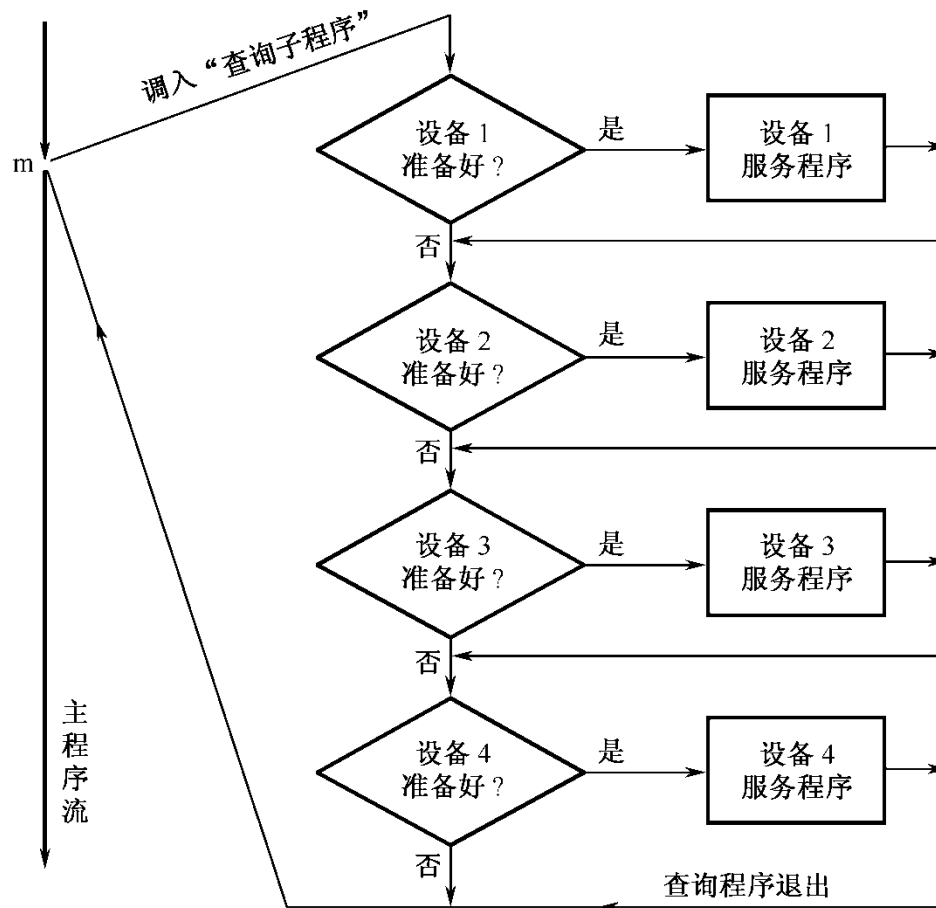 调入“查询子程序”
m
设备 1
准备好?
是
设备 1
服务程序
否
设备 2
准备好?
是
设备 2
服务程序
否
设备 3
准备好?
是
设备 3
服务程序
否
设备 4
准备好?
是
设备 4
服务程序
否
主程序流
查询程序退出